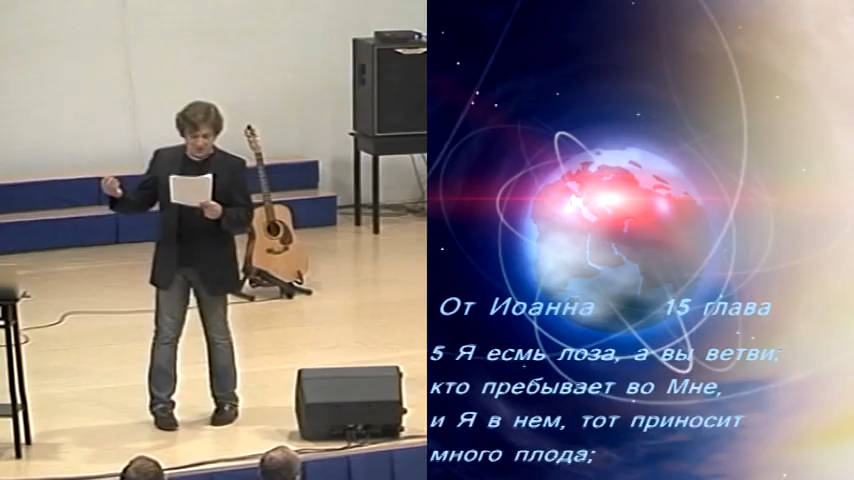 От Иоанна 15 глава
5 Я есмь лоза, а вы ветви;
кто пребывает во Мне,
и Я в нем, тот приносит
много плода;